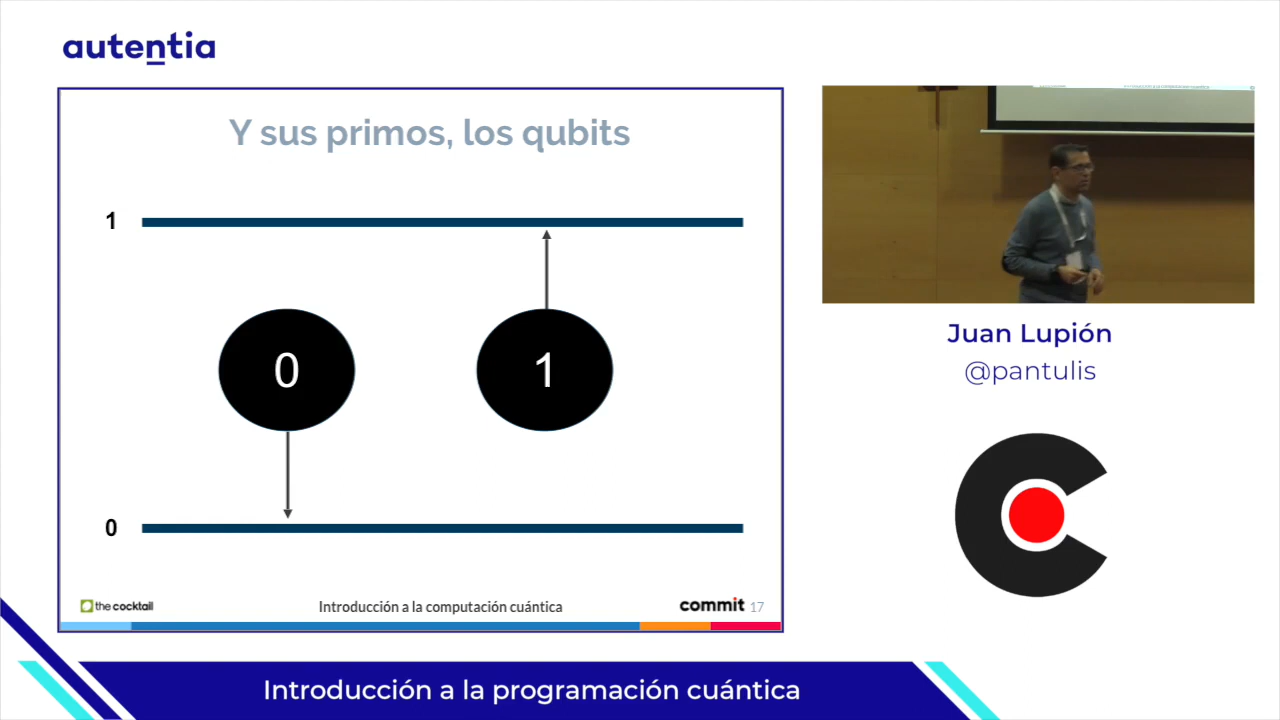 autentia
Y sus primos, los qubits
1
0
1
0
the cocktail
Introducción a la computación cuántica
commit 17
Juan Lupión
@pantulis
Introducción a la programación cuántica